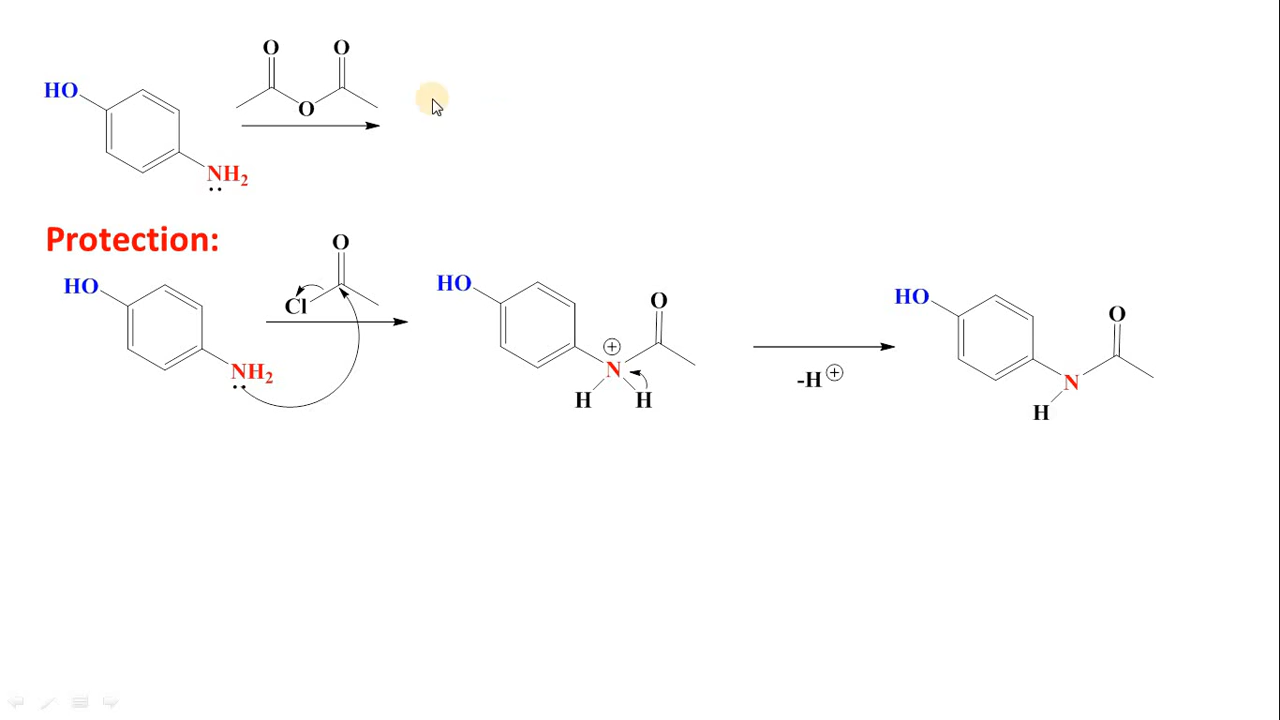 O O
HO
O
NH2
Protection:
O
HO Cl NH2
HO O
⊕
N
H H
-H⊕
HO O
N
H